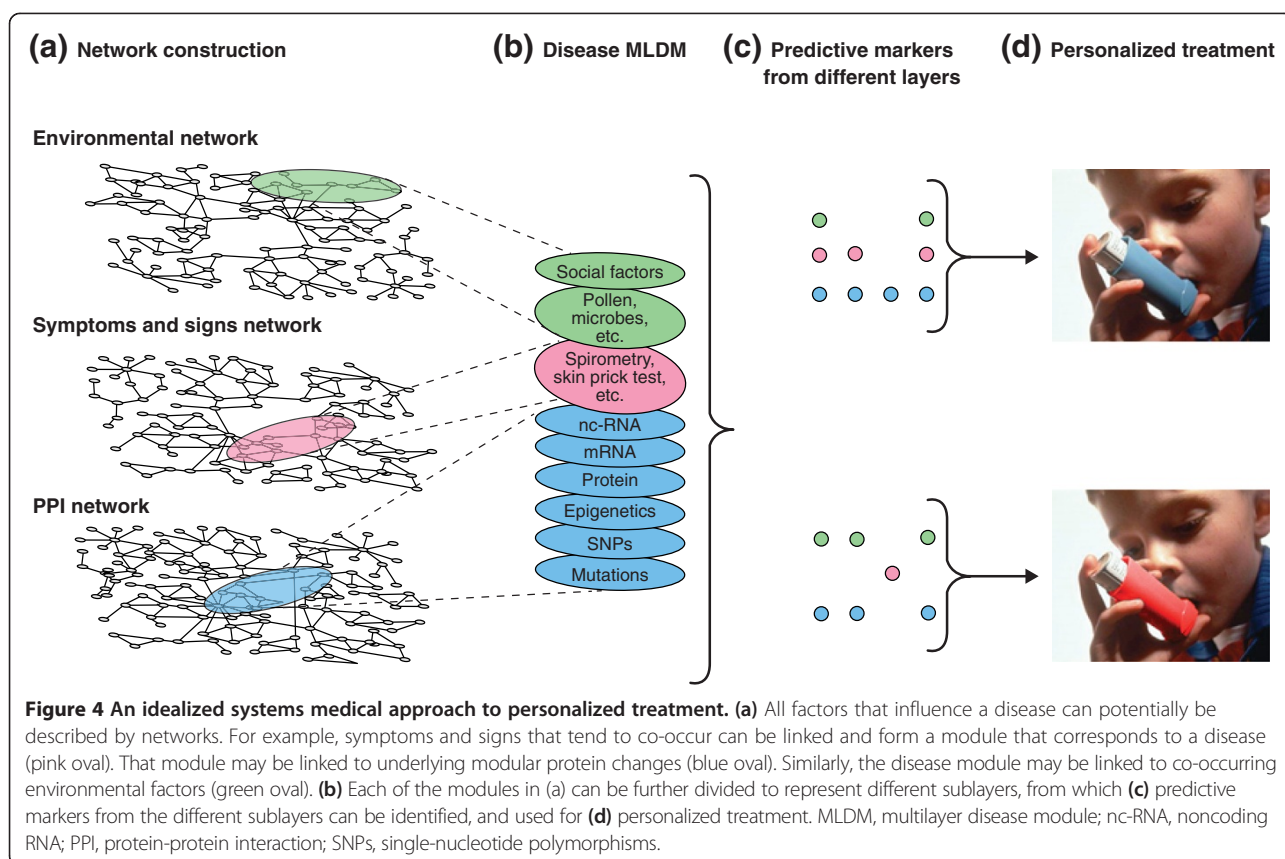 (a) Network construction
(b) Disease MLDM
(c) Predictive markers
from different layers
(d) Personalized treatment
Environmental network
Symptoms and signs network
PPI network
Social factors
Pollen,
microbes,
etc.
Spirometry,
skin prick test,
etc.
nc-RNA
mRNA
Protein
Epigenetics
SNPs
Mutations
Figure 4 An idealized systems medical approach to personalized treatment. (a) All factors that influence a disease can potentially be
described by networks. For example, symptoms and signs that tend to co-occur can be linked and form a module that corresponds to a disease
(pink oval). That module may be linked to underlying modular protein changes (blue oval). Similarly, the disease module may be linked to co-occurring
environmental factors (green oval). (b) Each of the modules in (a) can be further divided to represent different sublayers, from which (c) predictive
markers from the different sublayers can be identified, and used for (d) personalized treatment. MLDM, multilayer disease module; nc-RNA, noncoding
RNA; PPI, protein-protein interaction; SNPs, single-nucleotide polymorphisms.